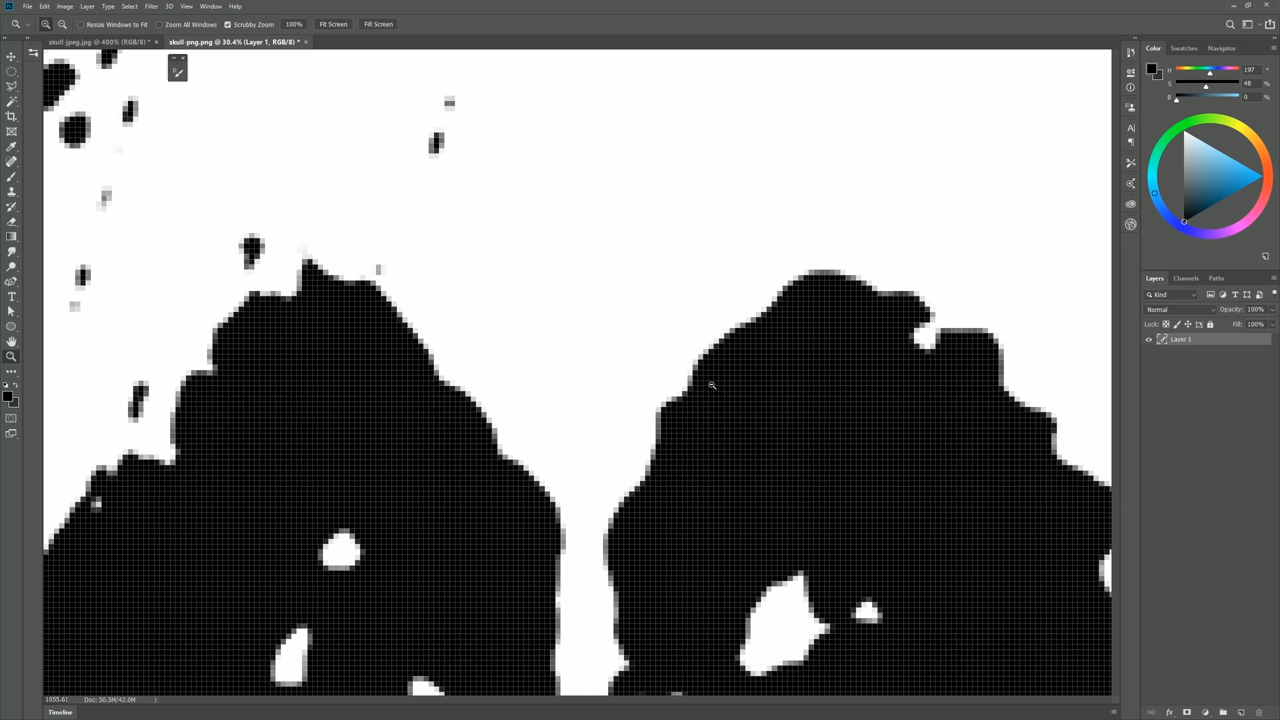 File Edit Image Layer Type Select Filter 3D View Window Help
Resize Windows to Fit Zoom All Windows Scrubby Zoom 100% Fit Screen Fill Screen
skull-jpeg.jpg @ 400% (RGB/8) * × skull-png.png @ 30.4% (Layer 1, RGB/8) * ×
Color Swatches Navigator
H 197 °
S 48 %
B 0 %
Layers Channels Paths
Kind
Normal Opacity: 100%
Lock: Fill: 100%
Layer 1
Doc: 50.5M/42.0M
Timeline